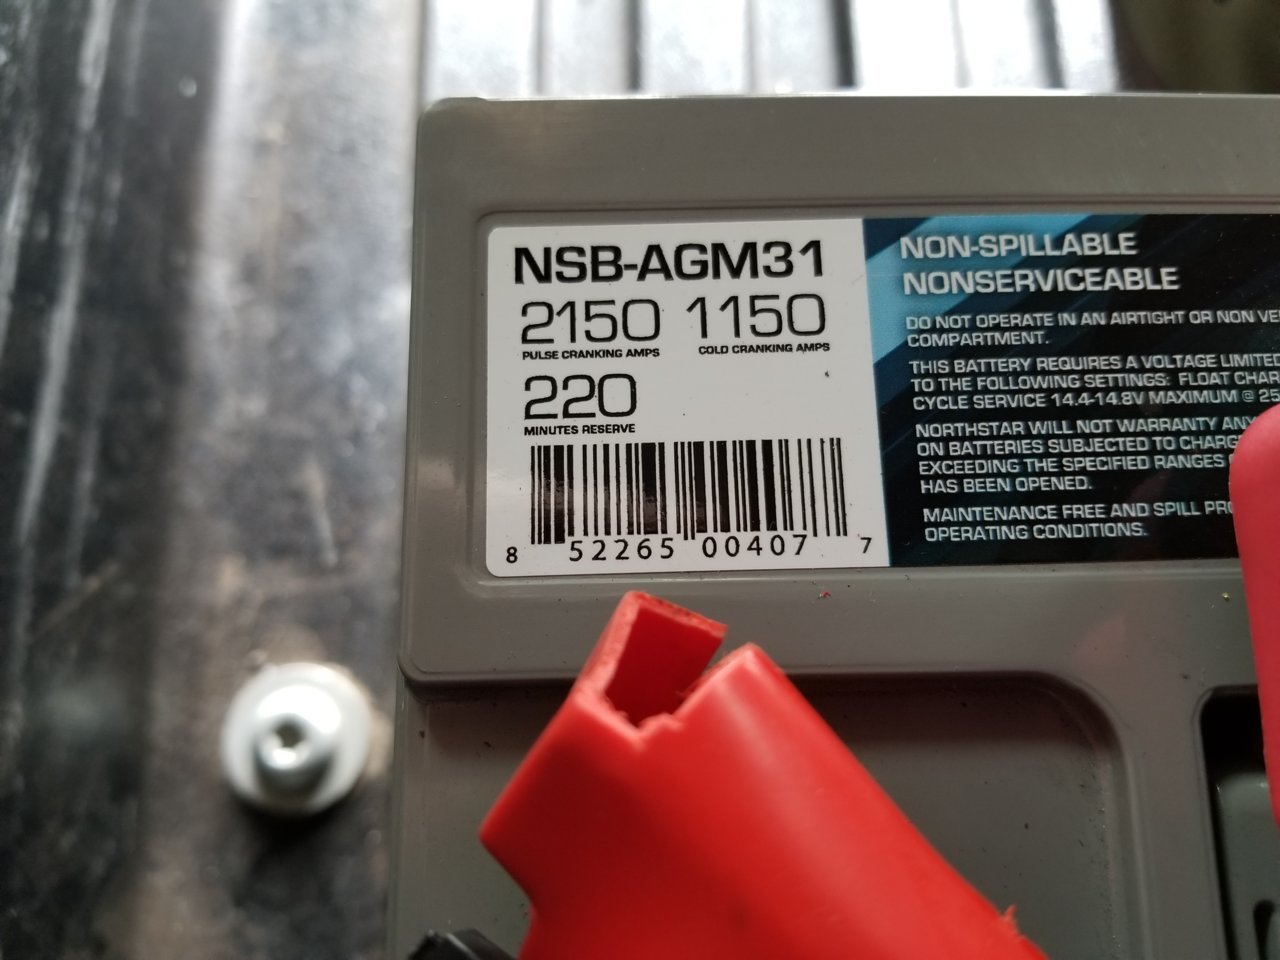 NSB-AGM31
2150 1150
PULSE CRANKING AMPS COLD CRANKING AMPS
220
MINUTES RESERVE
8 52265 00407 7
NON-SPILLABLE
NONSERVICEABLE
DO NOT OPERATE IN AN AIRTIGHT OR NON
COMPARTMENT.
THIS BATTERY REQUIRES A VOLTAGE LIMITED
TO THE FOLLOWING SETTINGS: FLOAT
CYCLE SERVICE 14.4-14.8V MAXIMUM @ 25
NORTHSTAR WILL NOT WARRANTY ANY
ON BATTERIES SUBJECTED TO
EXCEEDING THE SPECIFIED RANGES
HAS BEEN OPENED.
MAINTENANCE FREE AND SPILL
OPERATING CONDITIONS.